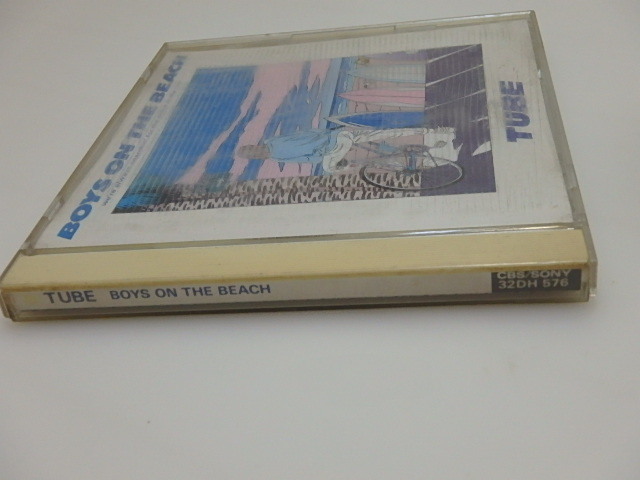 BOYS ON THE BEACH
TUBE
TUBE BOYS ON THE BEACH
CBS/SONY
32DH 576